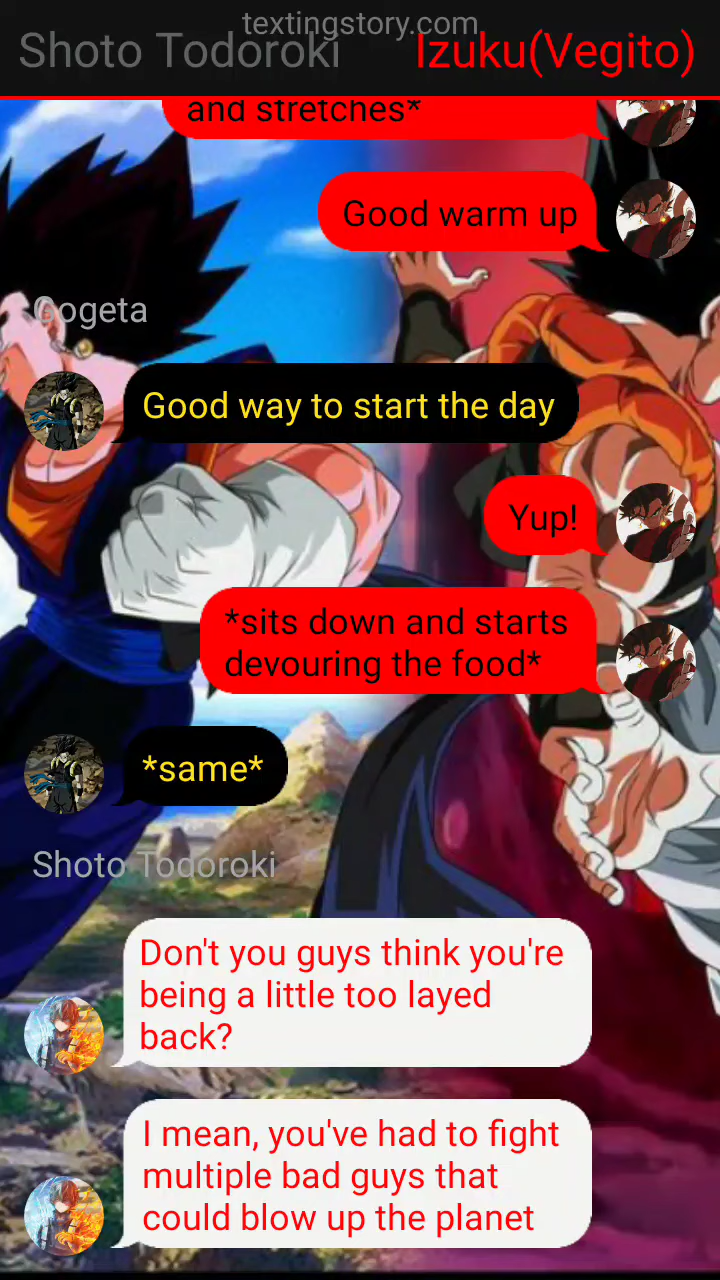 textingstory.com
Shoto Todoroki
Izuku(Vegito)
and stretches*
Good warm up
Gogeta
Good way to start the day
Yup!
*sits down and starts
devouring the food*
*same*
Shoto Todoroki
Don't you guys think you're
being a little too layed
back?
I mean, you've had to fight
multiple bad guys that
could blow up the planet